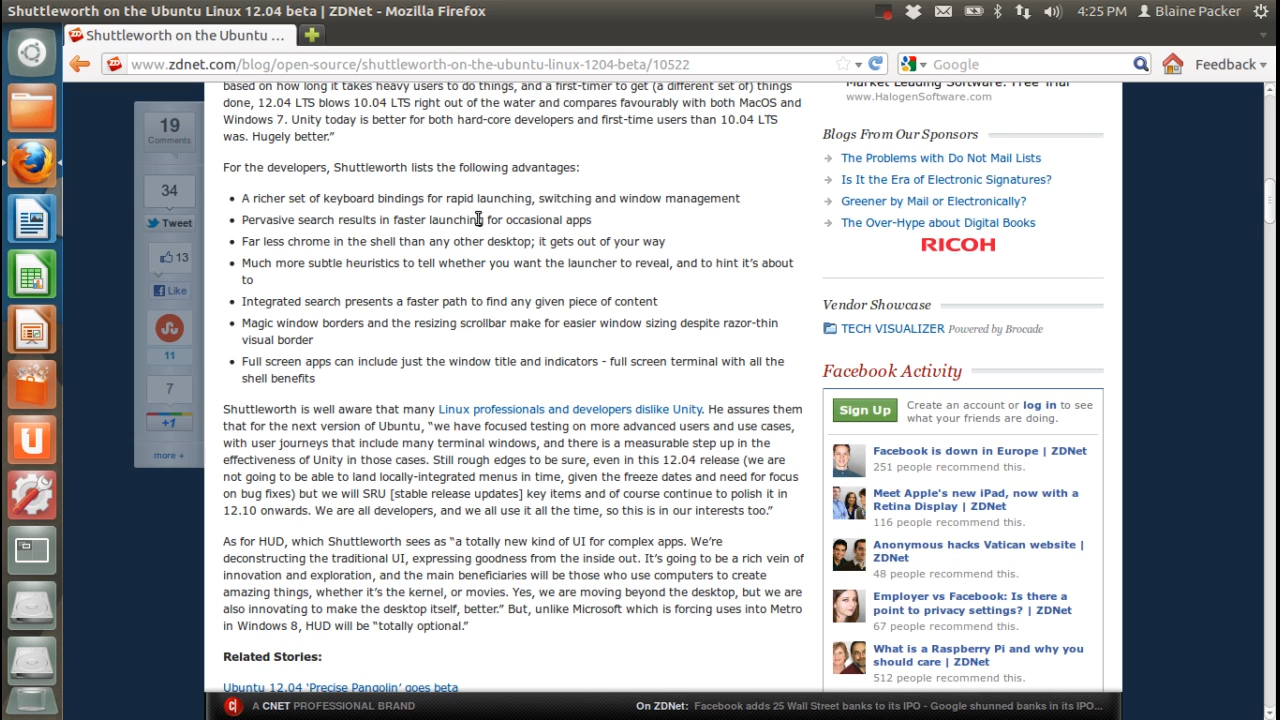 Shuttleworth on the Ubuntu Linux 12.04 beta | ZDNet - Mozilla Firefox
4:25 PM
Blaine Packer
Shuttleworth on the Ubuntu ...
www.zdnet.com/blog/open-source/shuttleworth-on-the-ubuntu-linux-1204-beta/10522
Google
Feedback
19
Comments
34
Tweet
13
Like
11
7
+1
more +
based on how long it takes heavy users to do things, and a first-timer to get (a different set of) things
done, 12.04 LTS blows 10.04 LTS right out of the water and compares favourably with both MacOS and
Windows 7. Unity today is better for both hard-core developers and first-time users than 10.04 LTS
was. Hugely better.”
For the developers, Shuttleworth lists the following advantages:
• A richer set of keyboard bindings for rapid launching, switching and window management
• Pervasive search results in faster launching for occasional apps
• Far less chrome in the shell than any other desktop; it gets out of your way
• Much more subtle heuristics to tell whether you want the launcher to reveal, and to hint it’s about
to
• Integrated search presents a faster path to find any given piece of content
• Magic window borders and the resizing scrollbar make for easier window sizing despite razor-thin
visual border
• Full screen apps can include just the window title and indicators - full screen terminal with all the
shell benefits
Shuttleworth is well aware that many Linux professionals and developers dislike Unity. He assures them
that for the next version of Ubuntu, “we have focused testing on more advanced users and use cases,
with user journeys that include many terminal windows, and there is a measurable step up in the
effectiveness of Unity in those cases. Still rough edges to be sure, even in this 12.04 release (we are
not going to be able to land locally-integrated menus in time, given the freeze dates and need for focus
on bug fixes) but we will SRU [stable release updates] key items and of course continue to polish it in
12.10 onwards. We are all developers, and we all use it all the time, so this is in our interests too.”
As for HUD, which Shuttleworth sees as “a totally new kind of UI for complex apps. We’re
deconstructing the traditional UI, expressing goodness from the inside out. It’s going to be a rich vein of
innovation and exploration, and the main beneficiaries will be those who use computers to create
amazing things, whether it’s the kernel, or movies. Yes, we are moving beyond the desktop, but we are
also innovating to make the desktop itself, better.” But, unlike Microsoft which is forcing uses into Metro
in Windows 8, HUD will be “totally optional.”
Related Stories:
Ubuntu 12.04 ‘Precise Pangolin’ goes beta
Market Leading Software. Free Trial
www.HalogenSoftware.com
Blogs From Our Sponsors
The Problems with Do Not Mail Lists
Is It the Era of Electronic Signatures?
Greener by Mail or Electronically?
The Over-Hype about Digital Books
RICOH
Vendor Showcase
TECH VISUALIZER Powered by Brocade
Facebook Activity
Sign Up
Create an account or log in to see
what your friends are doing.
Facebook is down in Europe | ZDNet
251 people recommend this.
Meet Apple's new iPad, now with a
Retina Display | ZDNet
116 people recommend this.
Anonymous hacks Vatican website |
ZDNet
48 people recommend this.
Employer vs Facebook: Is there a
point to privacy settings? | ZDNet
67 people recommend this.
What is a Raspberry Pi and why you
should care | ZDNet
512 people recommend this.
A CNET PROFESSIONAL BRAND
On ZDNet: Facebook adds 25 Wall Street banks to its IPO - Google shunned banks in its IPO...